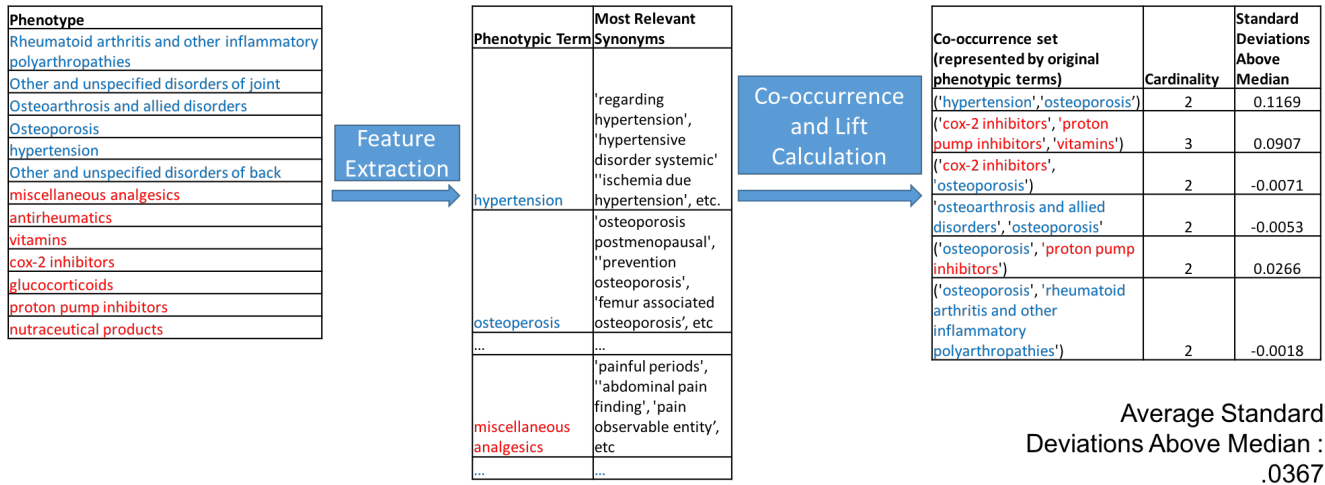 Phenotype
Rheumatoid arthritis and other inflammatory
polyarthropathies
Other and unspecified disorders of joint
Osteoarthrosis and allied disorders
Osteoporosis
hypertension
Other and unspecified disorders of back
miscellaneous analgesics
antirheumatics
vitamins
cox-2 inhibitors
glucocorticoids
proton pump inhibitors
nutraceutical products
Feature
Extraction
Phenotypic Term
Most Relevant
Synonyms
hypertension
'regarding
hypertension',
'hypertensive
disorder systemic'
''ischemia due
hypertension', etc.
osteoperosis
'osteoporosis
postmenopausal',
''prevention
osteoporosis',
'femur associated
osteoporosis’, etc
...
...
miscellaneous
analgesics
'painful periods',
''abdominal pain
finding', 'pain
observable entity’,
etc
...
...
Co-occurrence
and Lift
Calculation
Co-occurrence set
(represented by original
phenotypic terms)
Cardinality
Standard
Deviations
Above
Median
('hypertension','osteoporosis')
2
0.1169
('cox-2 inhibitors', 'proton
pump inhibitors', 'vitamins')
3
0.0907
('cox-2 inhibitors',
'osteoporosis')
2
-0.0071
'osteoarthrosis and allied
disorders', 'osteoporosis'
2
-0.0053
('osteoporosis', 'proton pump
inhibitors')
2
0.0266
('osteoporosis', 'rheumatoid
arthritis and other
inflammatory
polyarthropathies')
2
-0.0018
Average Standard
Deviations Above Median :
.0367